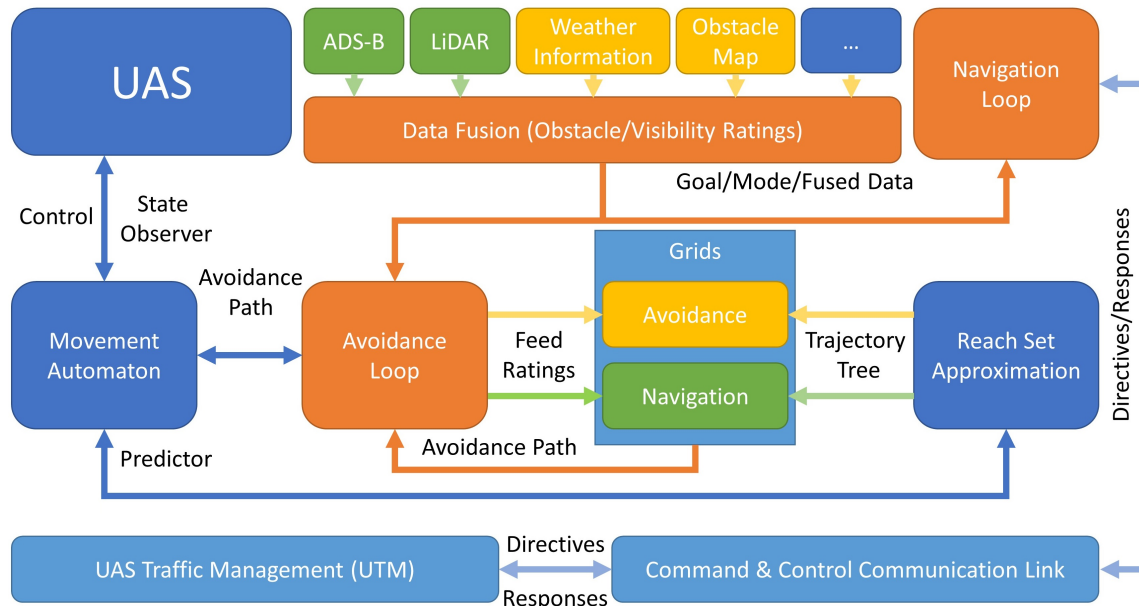 UAS
ADS-B
LiDAR
Weather
Information
Obstacle
Map
...
Navigation
Loop
Data Fusion (Obstacle/Visibility Ratings)
Goal/Mode/Fused Data
Control
State
Observer
Grids
Avoidance
Path
Movement
Automaton
Avoidance
Loop
Feed
Ratings
Avoidance
Navigation
Trajectory
Tree
Reach Set
Approximation
Directives/Responses
Predictor
Avoidance Path
UAS Traffic Management (UTM)
Directives
Responses
Command & Control Communication Link